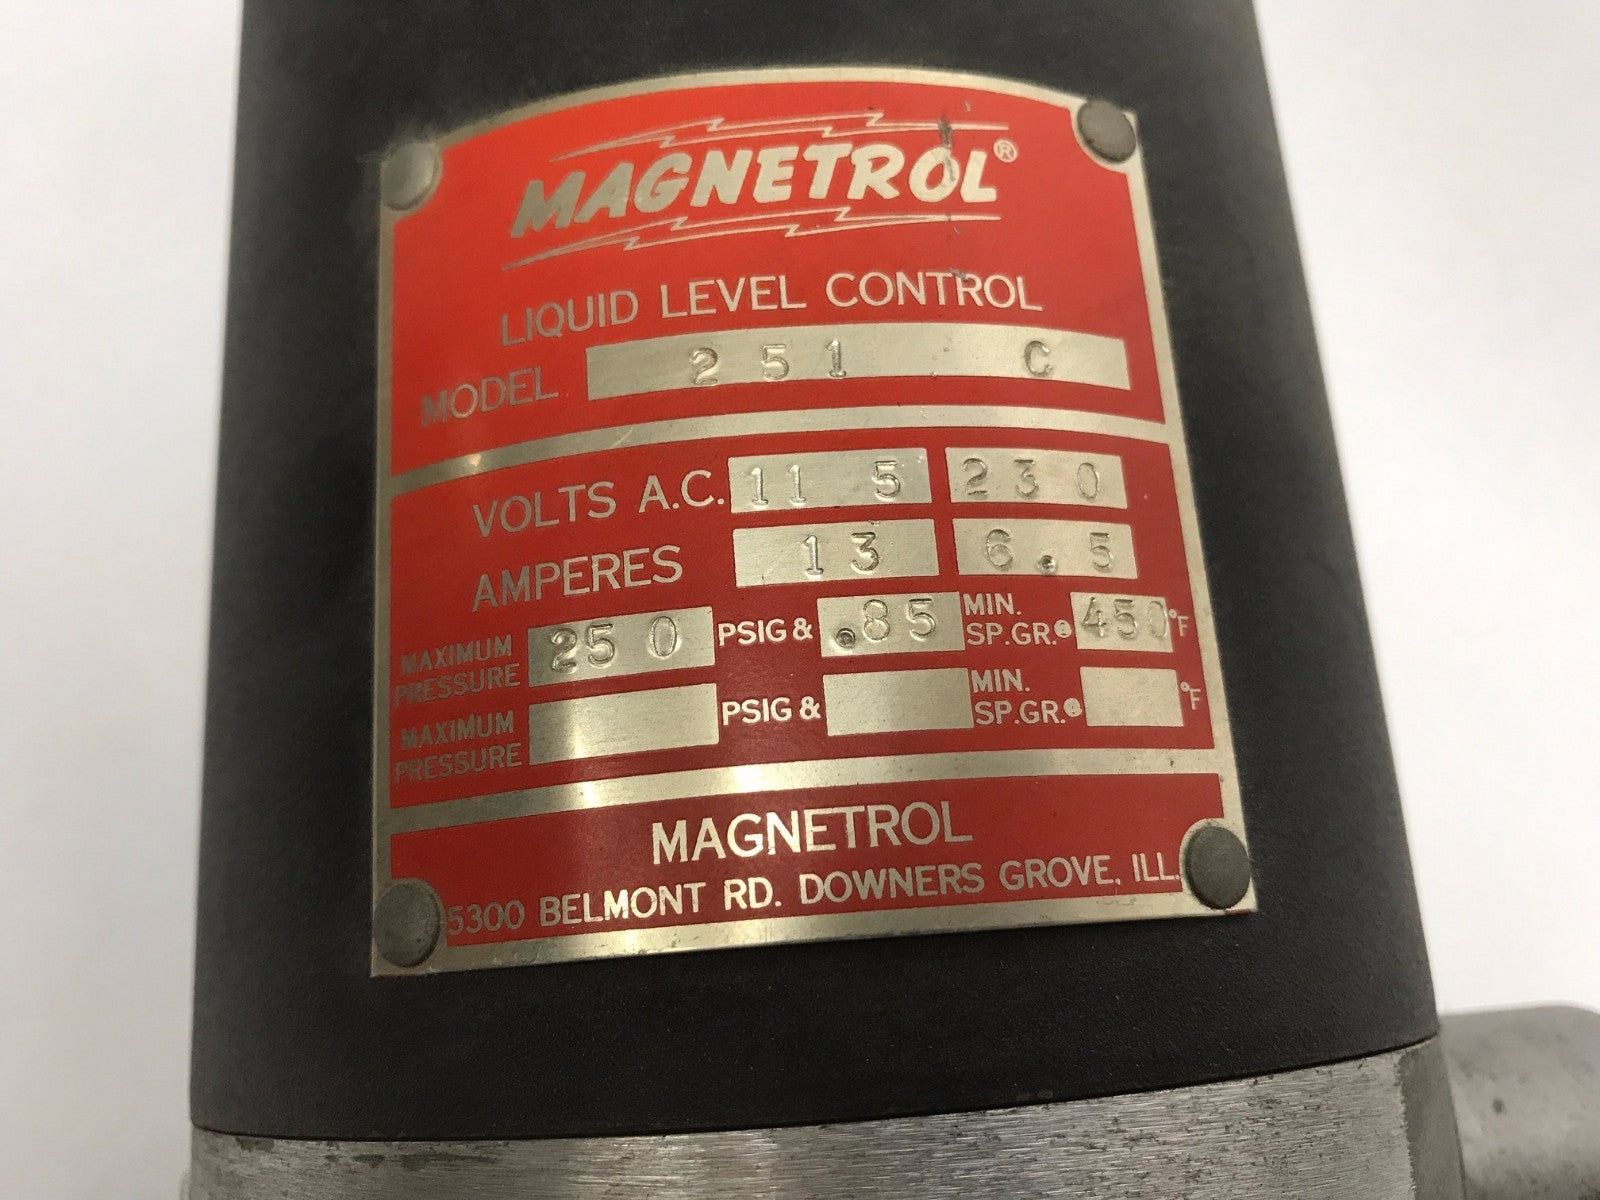 MAGNETROL®
LIQUID LEVEL CONTROL
MODEL 251 C
VOLTS A.C. 115 230
AMPERES 13 6.5
MAXIMUM PRESSURE 250 PSIG & .85 MIN. SP.GR.@ 450 °F
MAXIMUM PRESSURE PSIG & MIN. SP.GR.@ °F
MAGNETROL
5300 BELMONT RD. DOWNERS GROVE, ILL.